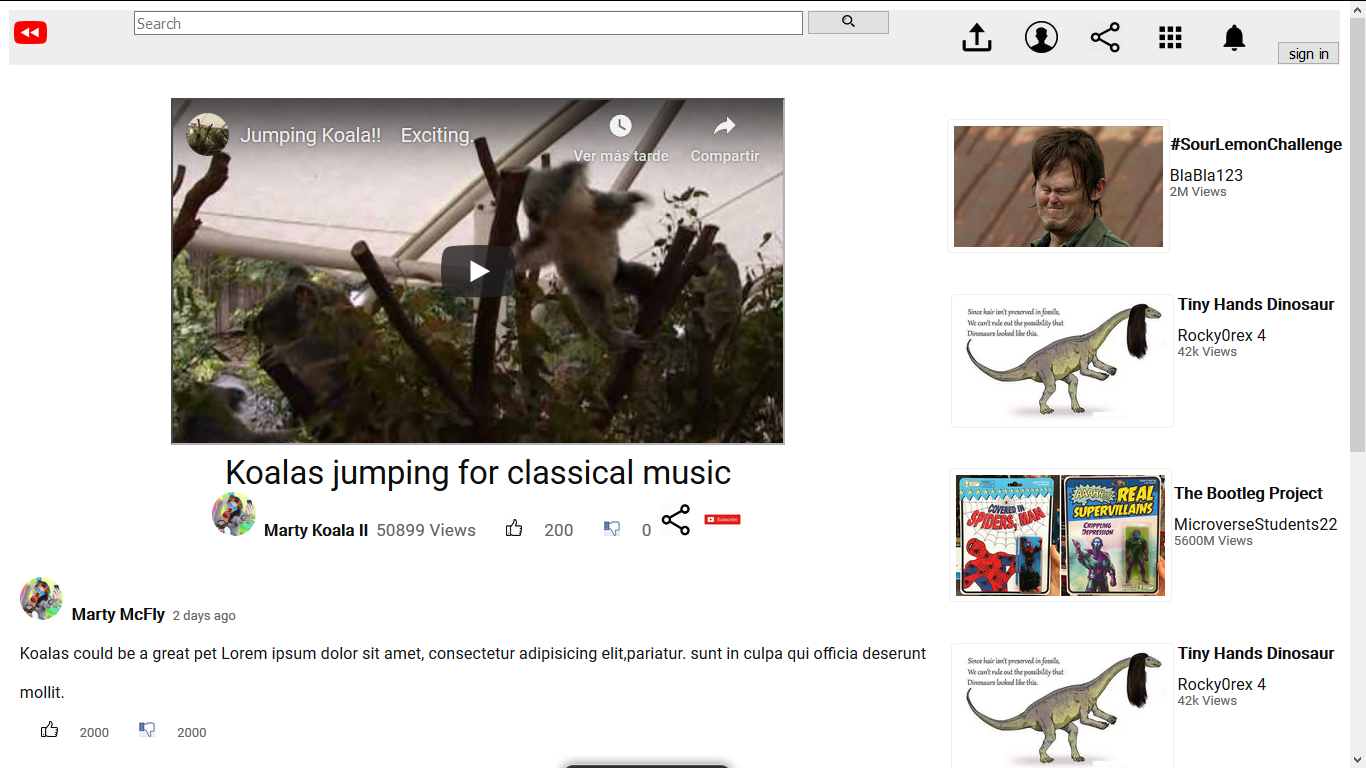 Search
sign in
Jumping Koala!! Exciting.
Ver más tarde
Compartir
Koalas jumping for classical music
Marty Koala II 50899 Views 200 0
Subscribe
Marty McFly 2 days ago
Koalas could be a great pet Lorem ipsum dolor sit amet, consectetur adipisicing elit,pariatur. sunt in culpa qui officia deserunt
mollit.
2000 2000
#SourLemonChallenge
BlaBla123
2M Views
Since hair isn't preserved in fossils,
We can't rule out the possibility that
Dinosaurs looked like this.
Tiny Hands Dinosaur
Rocky0rex 4
42k Views
COVERED IN
SPIDERS, MAN
AAAHHH!
REAL
SUPERVILLAINS
CRIPPLING
DEPRESSION
The Bootleg Project
MicroverseStudents22
5600M Views
Since hair isn't preserved in fossils,
We can't rule out the possibility that
Dinosaurs looked like this.
Tiny Hands Dinosaur
Rocky0rex 4
42k Views